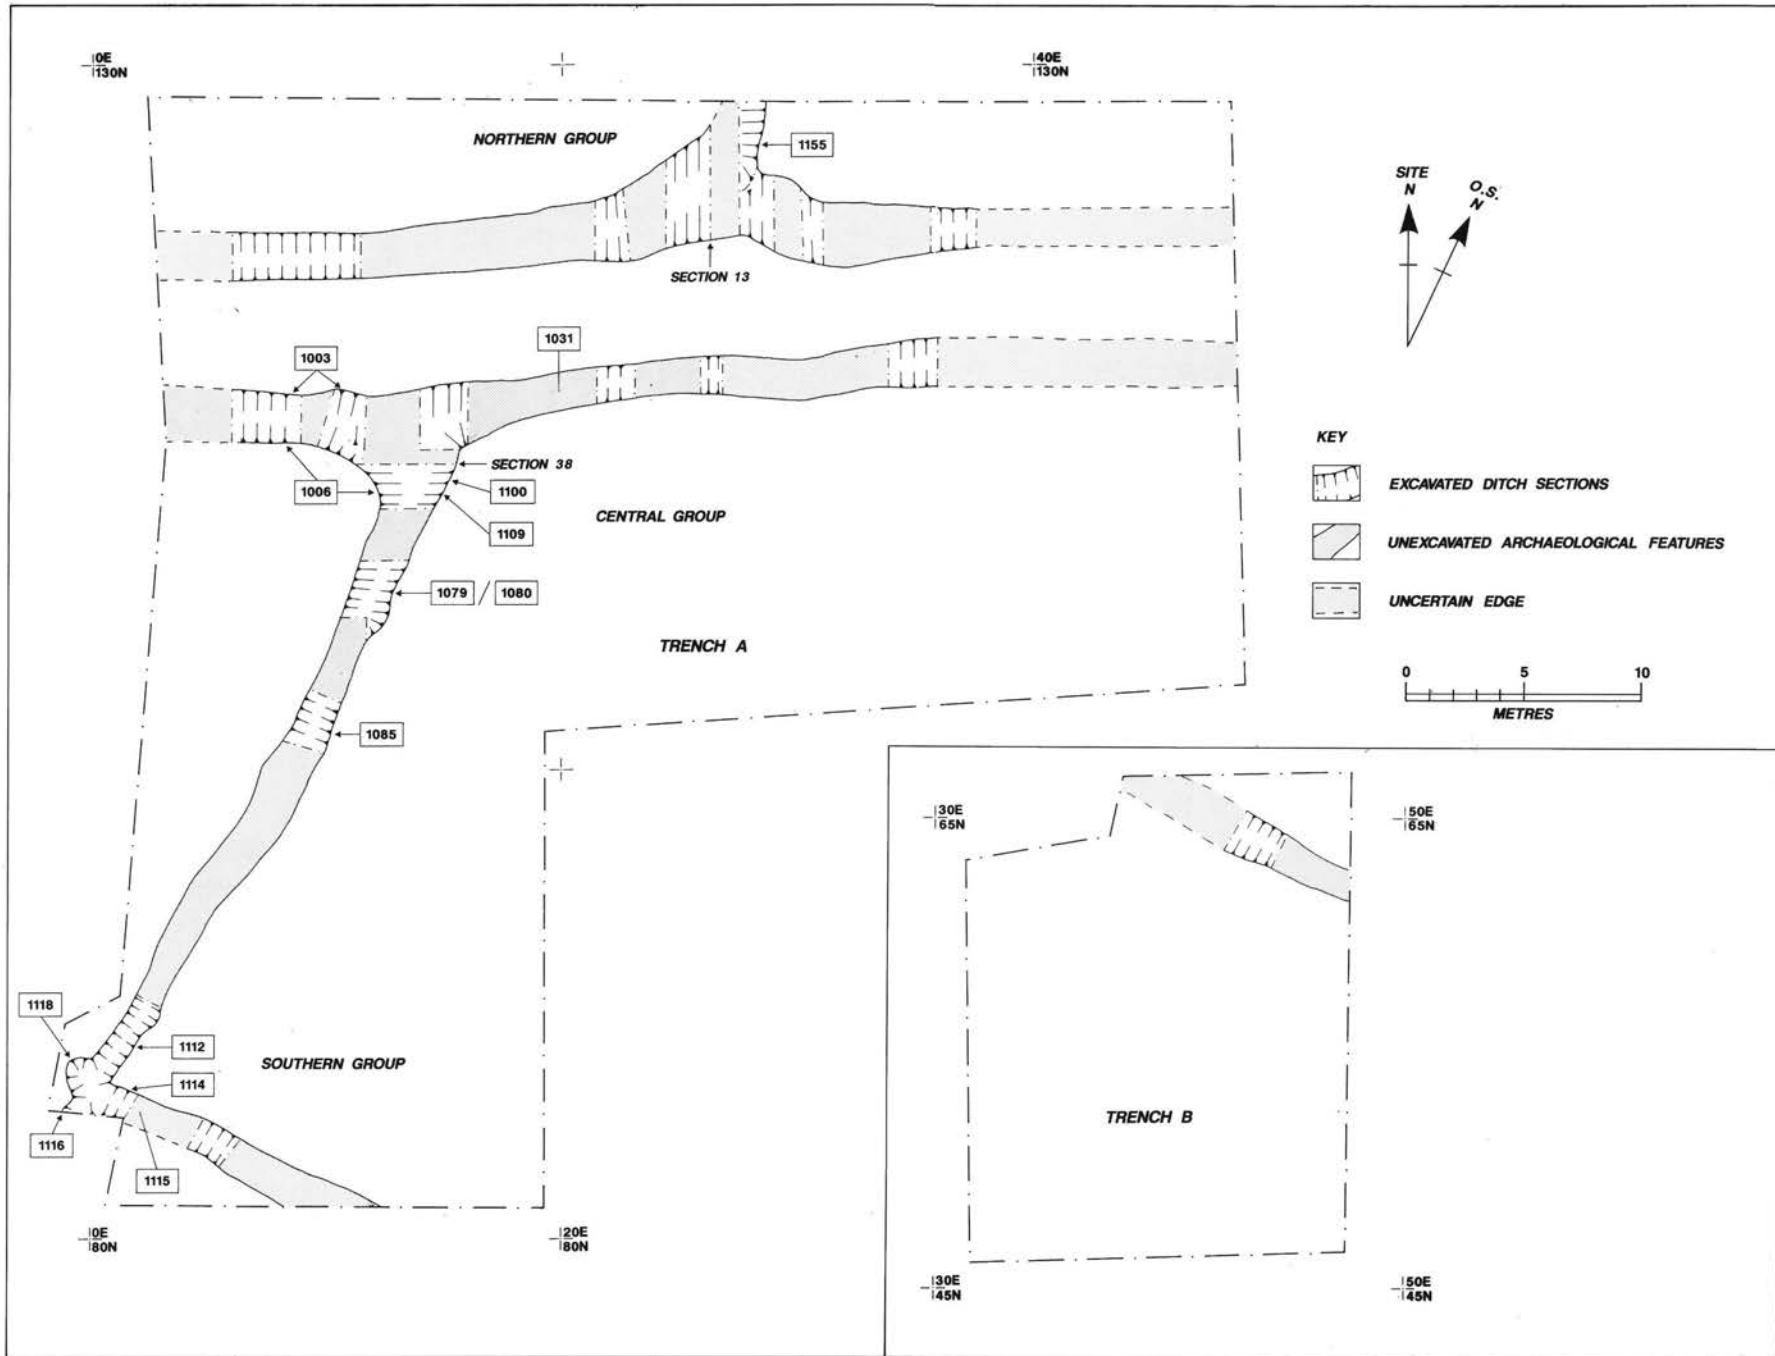 0E
130N
40E
130N
NORTHERN GROUP
1155
SITE
N
O.S.
N
SECTION 13
1003
1031
SECTION 38
1006
1100
1109
CENTRAL GROUP
1079 / 1080
TRENCH A
1085
KEY
EXCAVATED DITCH SECTIONS
UNEXCAVATED ARCHAEOLOGICAL FEATURES
UNCERTAIN EDGE
0 5 10
METRES
1118
1112
SOUTHERN GROUP
1114
1116
1115
0E
80N
20E
80N
30E
65N
50E
65N
TRENCH B
30E
45N
50E
45N